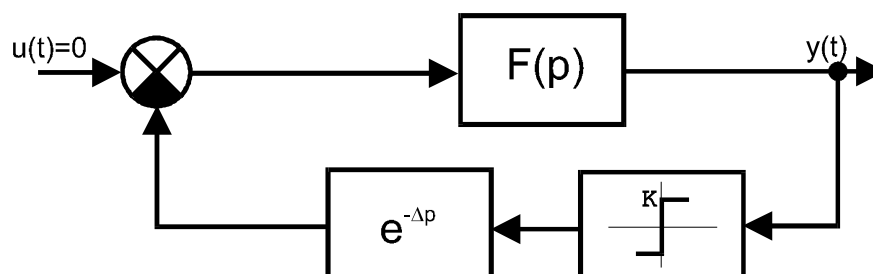 u(t)=0
F(p)
y(t)
e^-Δp
K